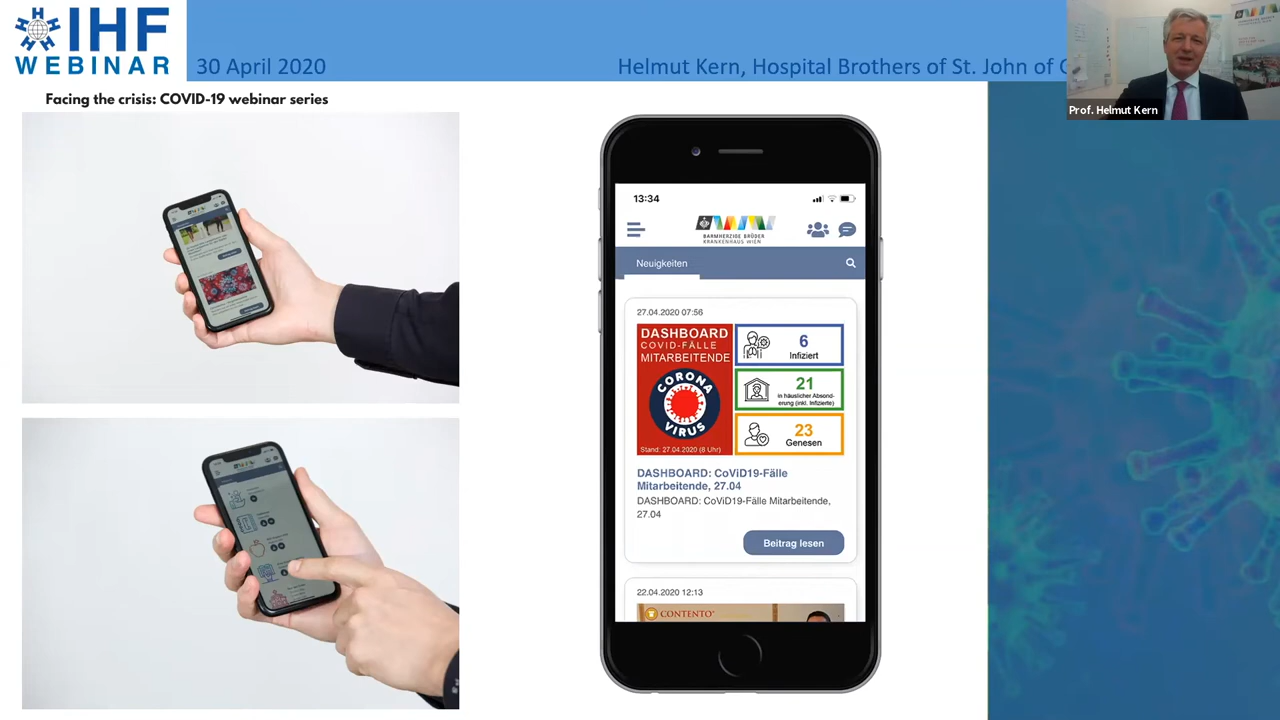 IHF
WEBINAR
30 April 2020
Helmut Kern, Hospital Brothers of St. John of G
Prof. Helmut Kern
Facing the crisis: COVID-19 webinar series
13:34
BARMHERZIGE BRÜDER
KRANKENHAUS WIEN
Neuigkeiten
27.04.2020 07:56
DASHBOARD
COVID-FÄLLE
MITARBEITENDE
CORONA
VIRUS
Stand: 27.04.2020 (8 Uhr)
6
Infiziert
21
in häuslicher Absond-
erung (inkl. Infizierte)
23
Genesen
DASHBOARD: CoViD19-Fälle
Mitarbeitende, 27.04
DASHBOARD: CoViD19-Fälle Mitarbeitende,
27.04
Beitrag lesen
22.04.2020 12:13
CONTENTO